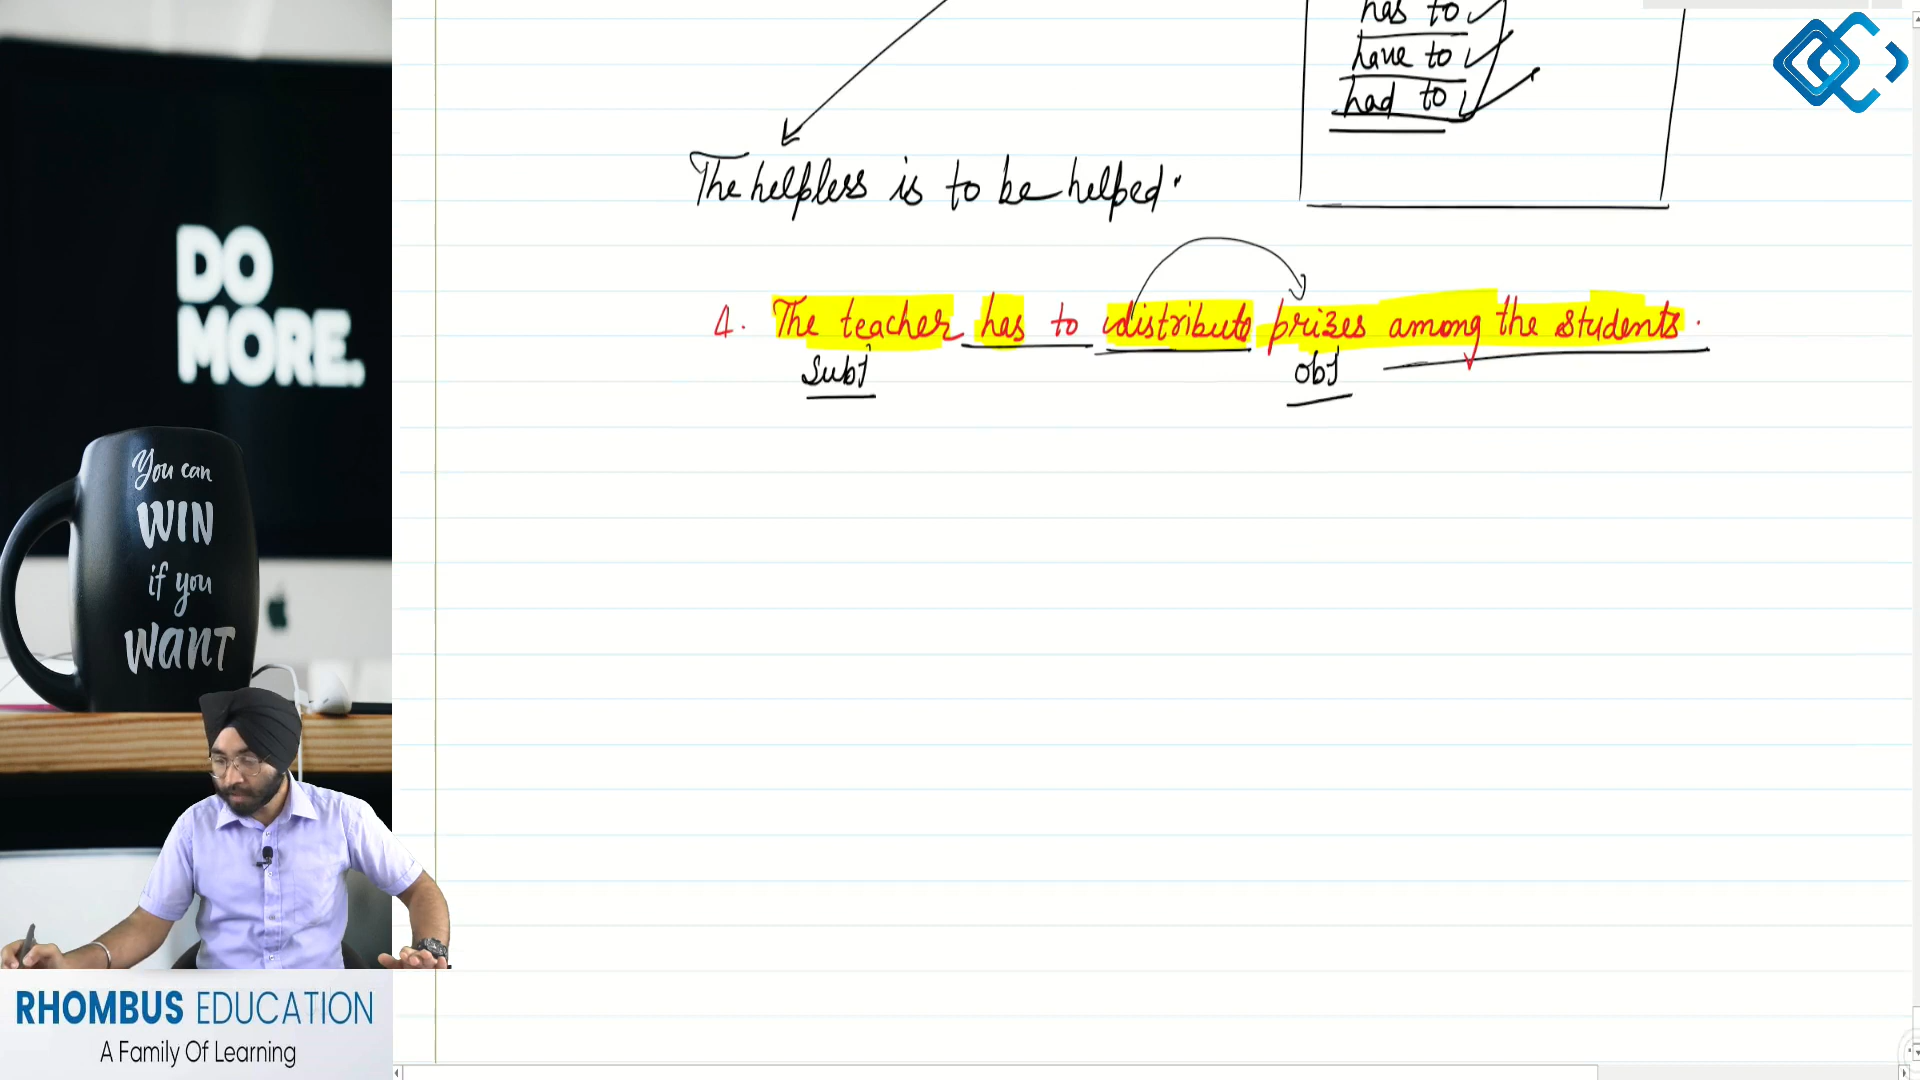 has to
have to
had to
The helpless is to be helped.
4. The teacher has to distribute prizes among the students.
Subj
Obj
DO
MORE.
You can
WIN
if you
WANT
RHOMBUS EDUCATION
A Family Of Learning